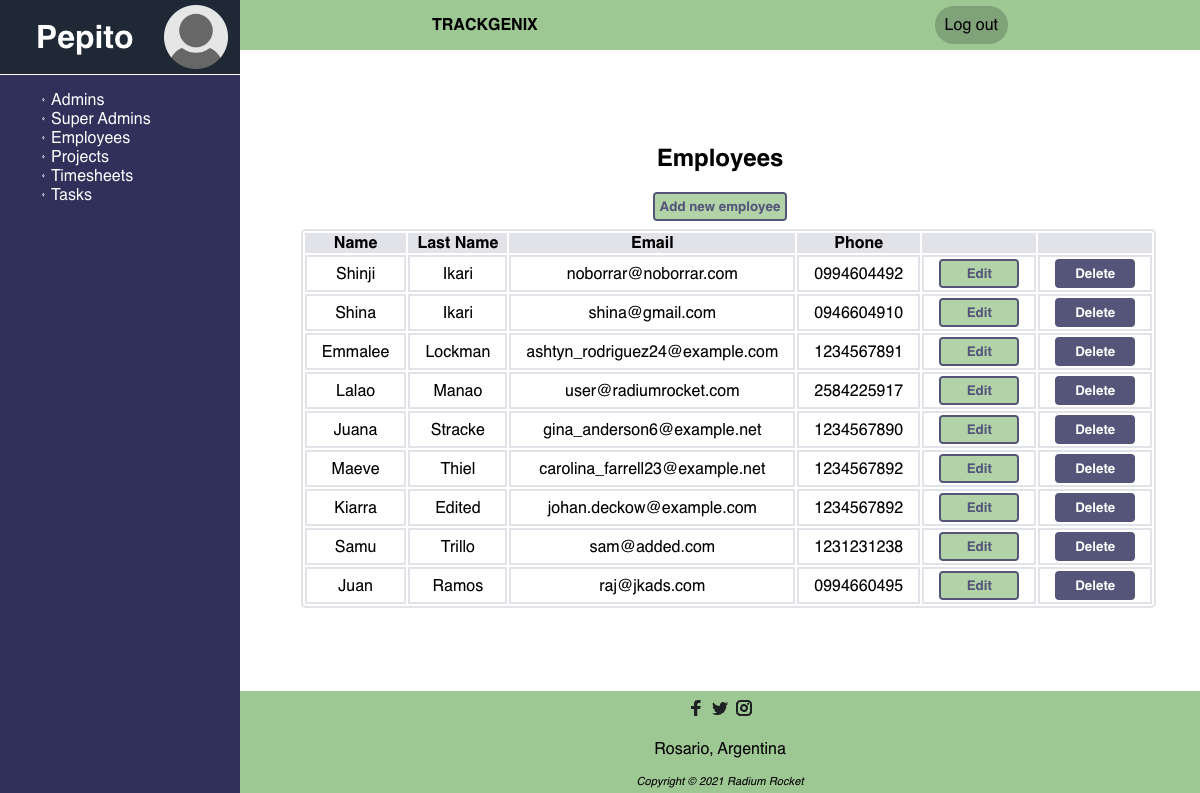 Pepito
TRACKGENIX
Log out
Admins
Super Admins
Employees
Projects
Timesheets
Tasks
Employees
Add new employee
Name Last Name Email Phone
Shinji Ikari noborrar@noborrar.com 0994604492 Edit Delete
Shina Ikari shina@gmail.com 0946604910 Edit Delete
Emmalee Lockman ashtyn_rodriguez24@example.com 1234567891 Edit Delete
Lalao Manao user@radiumrocket.com 2584225917 Edit Delete
Juana Stracke gina_anderson6@example.net 1234567890 Edit Delete
Maeve Thiel carolina_farrell23@example.net 1234567892 Edit Delete
Kiarra Edited johan.deckow@example.com 1234567892 Edit Delete
Samu Trillo sam@added.com 1231231238 Edit Delete
Juan Ramos raj@jkads.com 0994660495 Edit Delete
Rosario, Argentina
Copyright © 2021 Radium Rocket